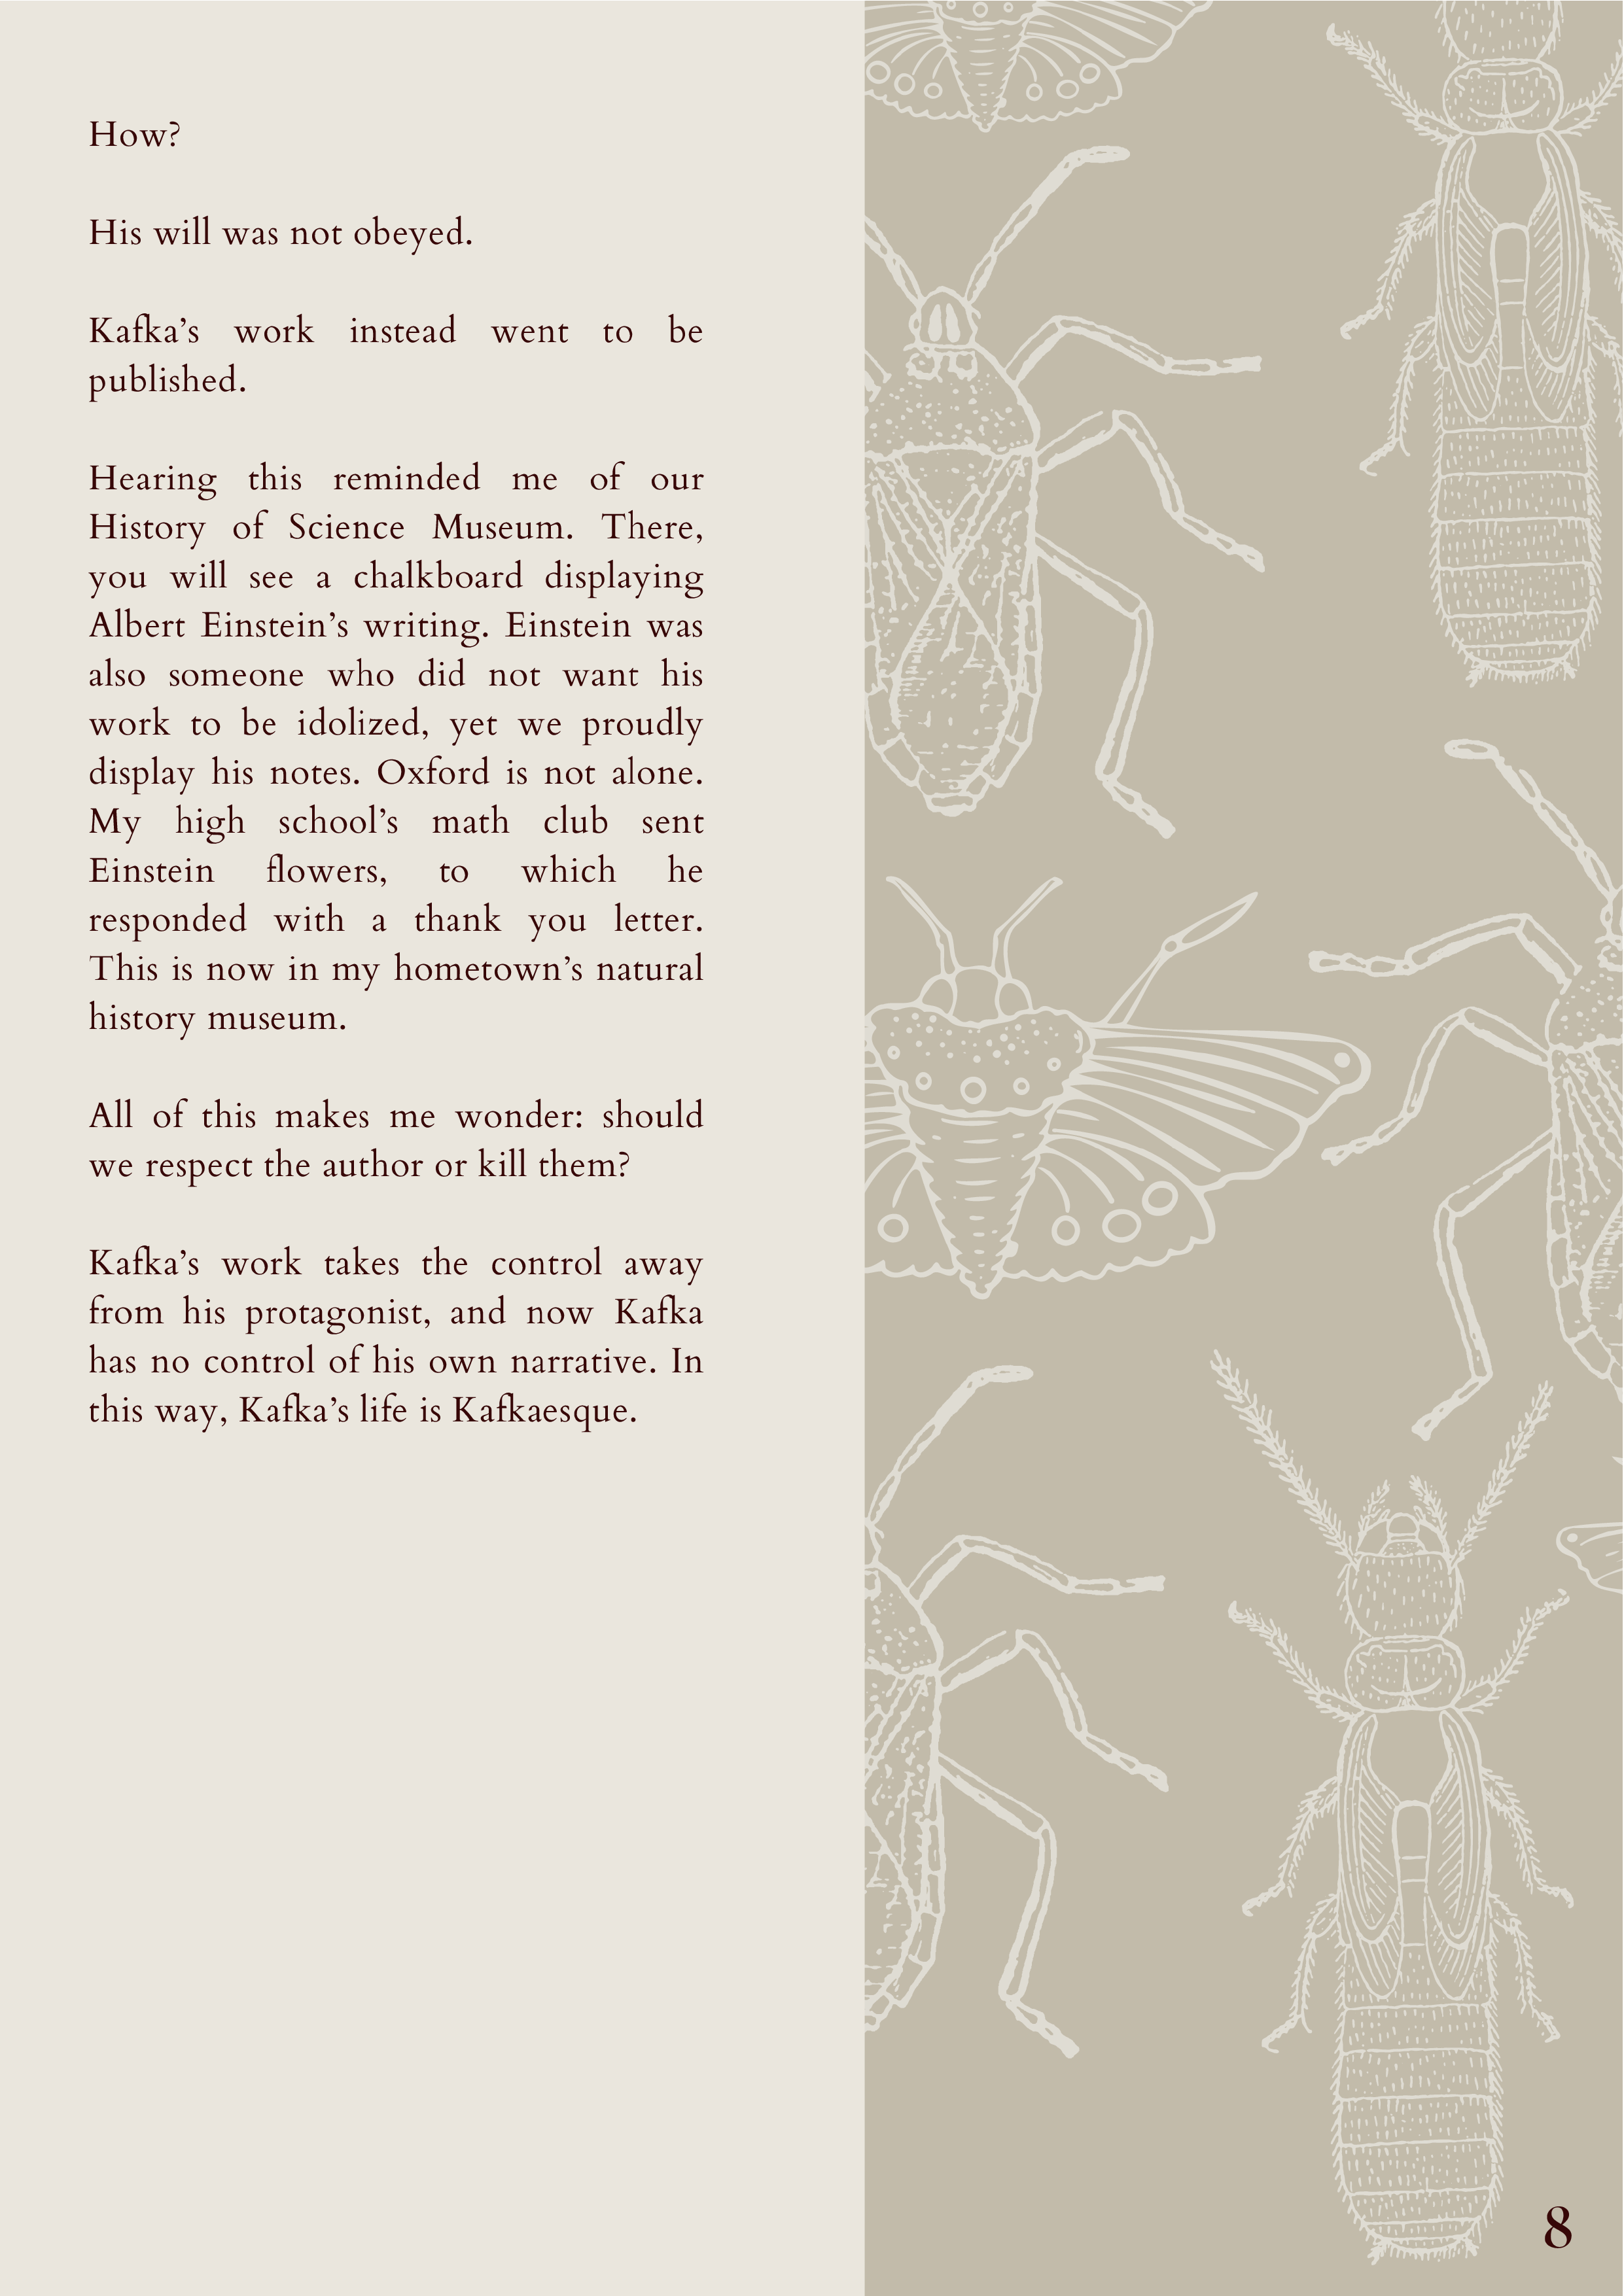 How?
His will was not obeyed.
Kafka’s work instead went to be
published.
Hearing this reminded me of our
History of Science Museum. There,
you will see a chalkboard displaying
Albert Einstein’s writing. Einstein was
also someone who did not want his
work to be idolized, yet we proudly
display his notes. Oxford is not alone.
My high school’s math club sent
Einstein flowers, to which he
responded with a thank you letter.
This is now in my hometown’s natural
history museum.
All of this makes me wonder: should
we respect the author or kill them?
Kafka’s work takes the control away
from his protagonist, and now Kafka
has no control of his own narrative. In
this way, Kafka’s life is Kafkaesque.
8